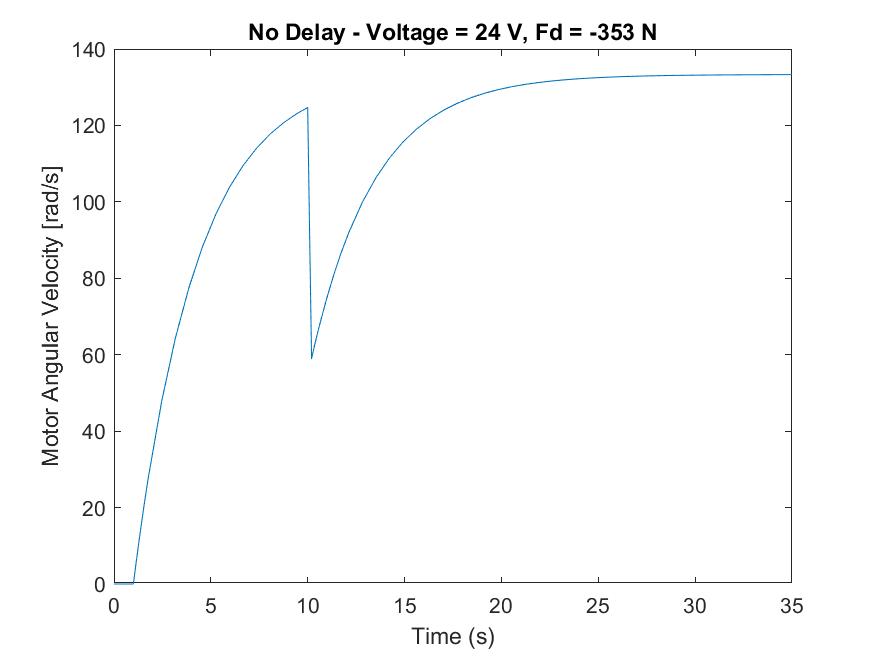 No Delay - Voltage = 24 V, Fd = -353 N
140
120
100
80
60
40
20
0
Motor Angular Velocity [rad/s]
0 5 10 15 20 25 30 35
Time (s)